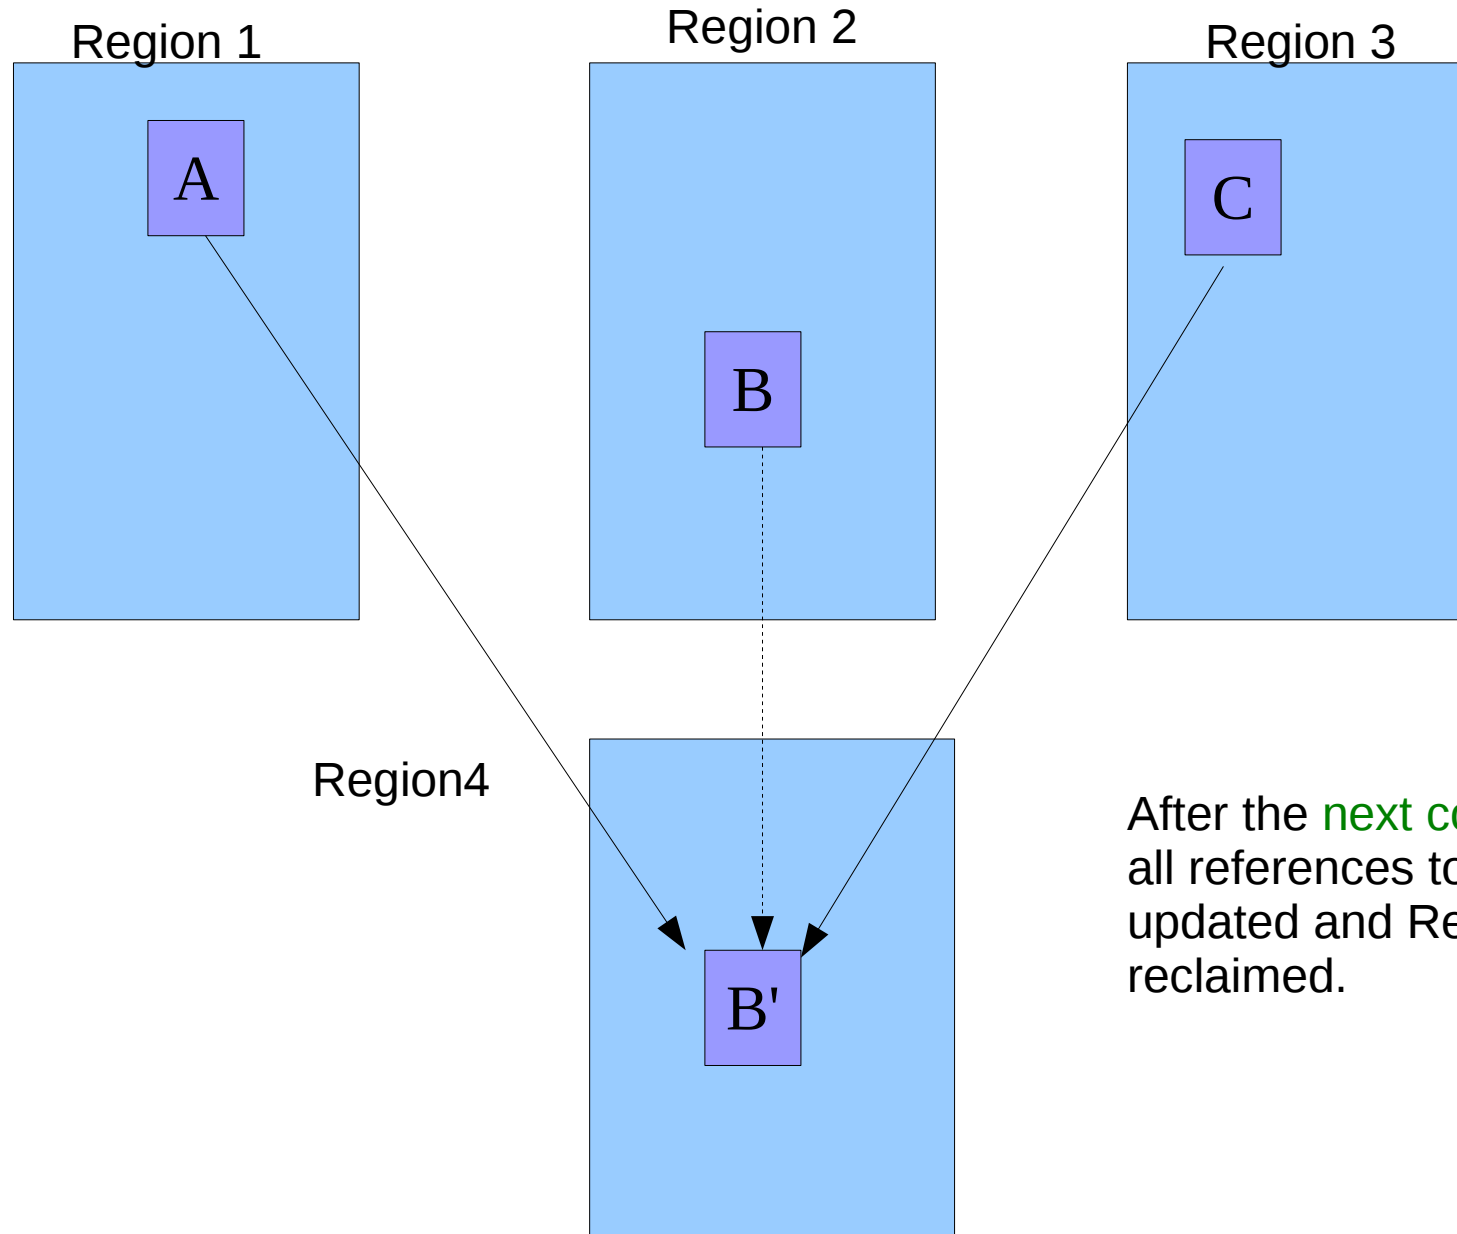 Region 1
Region 2
Region 3
A
C
B
Region4
After the next
all references
updated and
reclaimed.
B'